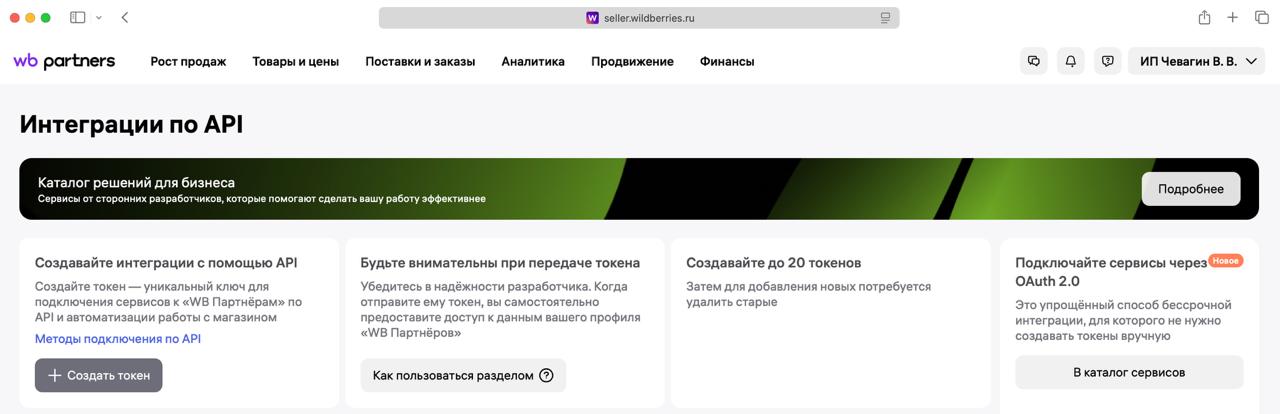 seller.wildberries.ru
wb partners
Рост продаж
Товары и цены
Поставки и заказы
Аналитика
Продвижение
Финансы
ИП Чевагин В. В.
Интеграции по API
Каталог решений для бизнеса
Сервисы от сторонних разработчиков, которые помогают сделать вашу работу эффективнее
Подробнее
Создавайте интеграции с помощью API
Создайте токен — уникальный ключ для
подключения сервисов к «WB Партнёрам» по
API и автоматизации работы с магазином
Методы подключения по API
Создать токен
Будьте внимательны при передаче токена
Убедитесь в надёжности разработчика. Когда
отправите ему токен, вы самостоятельно
предоставите доступ к данным вашего профиля
«WB Партнёров»
Как пользоваться разделом
Создавайте до 20 токенов
Затем для добавления новых потребуется
удалить старые
Подключайте сервисы через
Новое
OAuth 2.0
Это упрощённый способ бессрочной
интеграции, для которого не нужно
создавать токены вручную
В каталог сервисов